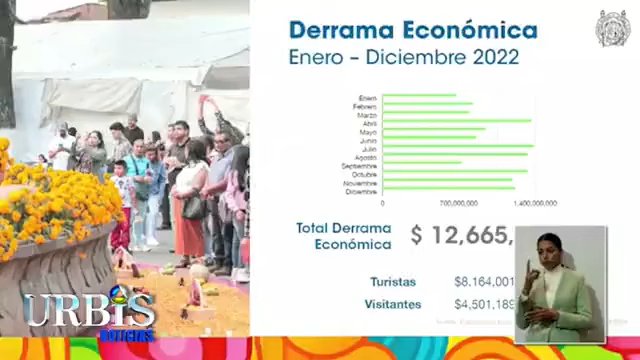 Derrama Económica
Enero – Diciembre 2022
Enero
Febrero
Marzo
Abril
Mayo
Junio
Julio
Agosto
Septiembre
Octubre
Noviembre
Diciembre
0 700,000,000 1,400,000,000
Total Derrama
Económica
$ 12,665,
Turistas $8,164,001
Visitantes $4,501,189
URBIS
NOTICIAS